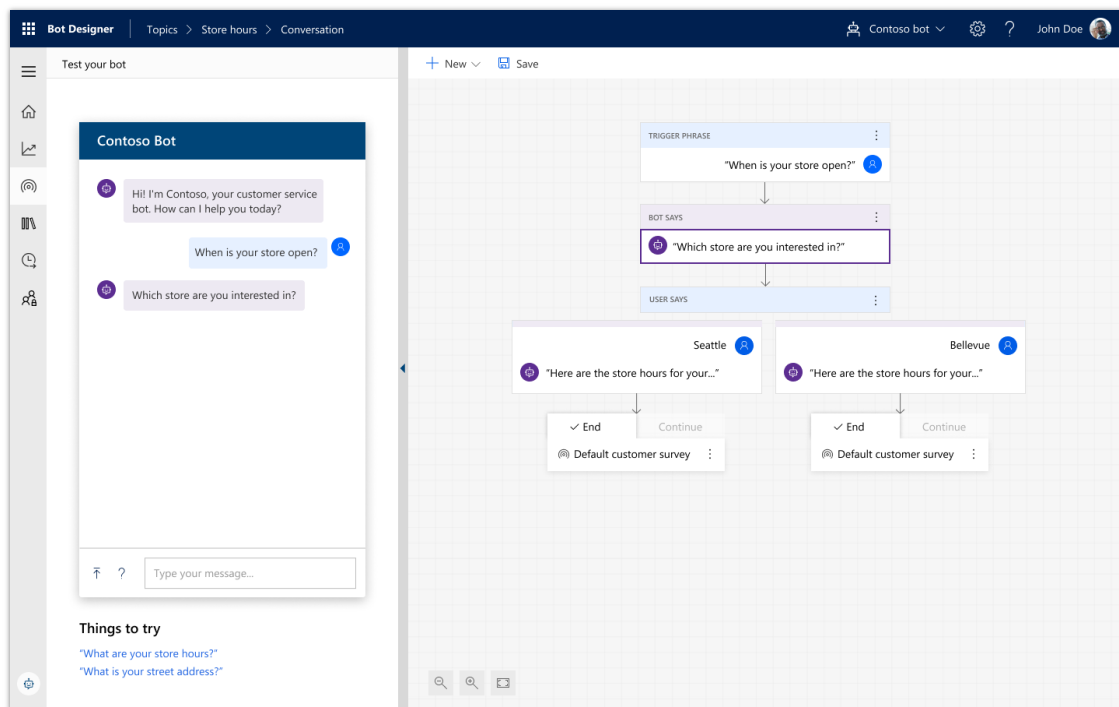 Bot Designer
Topics > Store hours > Conversation
Contoso bot
?
John Doe
Test your bot
New
Save
Contoso Bot
Hi! I'm Contoso, your customer service
bot. How can I help you today?
When is your store open?
Which store are you interested in?
?
Type your message...
Things to try
"What are your store hours?"
"What is your street address?"
TRIGGER PHRASE
"When is your store open?"
BOT SAYS
"Which store are you interested in?"
USER SAYS
Seattle
"Here are the store hours for your..."
End
Continue
Default customer survey
Bellevue
"Here are the store hours for your..."
End
Continue
Default customer survey